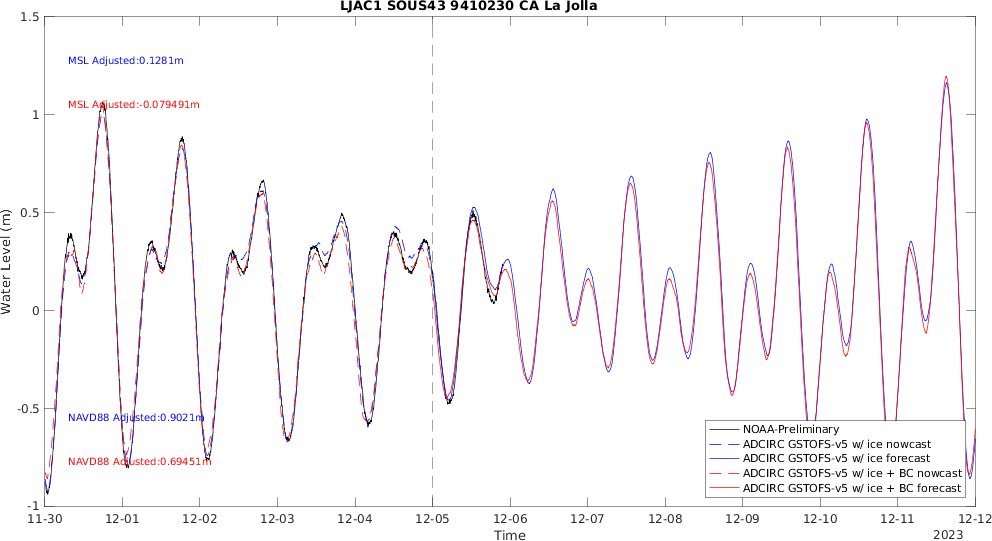 LJAC1 SOUS43 9410230 CA La Jolla
1.5
1
0.5
0
-0.5
-1
Water Level (m)
MSL Adjusted:0.1281m
MSL Adjusted:-0.079491m
NAVD88 Adjusted:0.9021m
NAVD88 Adjusted:0.69451m
NOAA-Preliminary
ADCIRC GSTOFS-v5 w/ ice nowcast
ADCIRC GSTOFS-v5 w/ ice forecast
ADCIRC GSTOFS-v5 w/ ice + BC nowcast
ADCIRC GSTOFS-v5 w/ ice + BC forecast
11-30 12-01 12-02 12-03 12-04 12-05 12-06 12-07 12-08 12-09 12-10 12-11 12-12
Time
2023